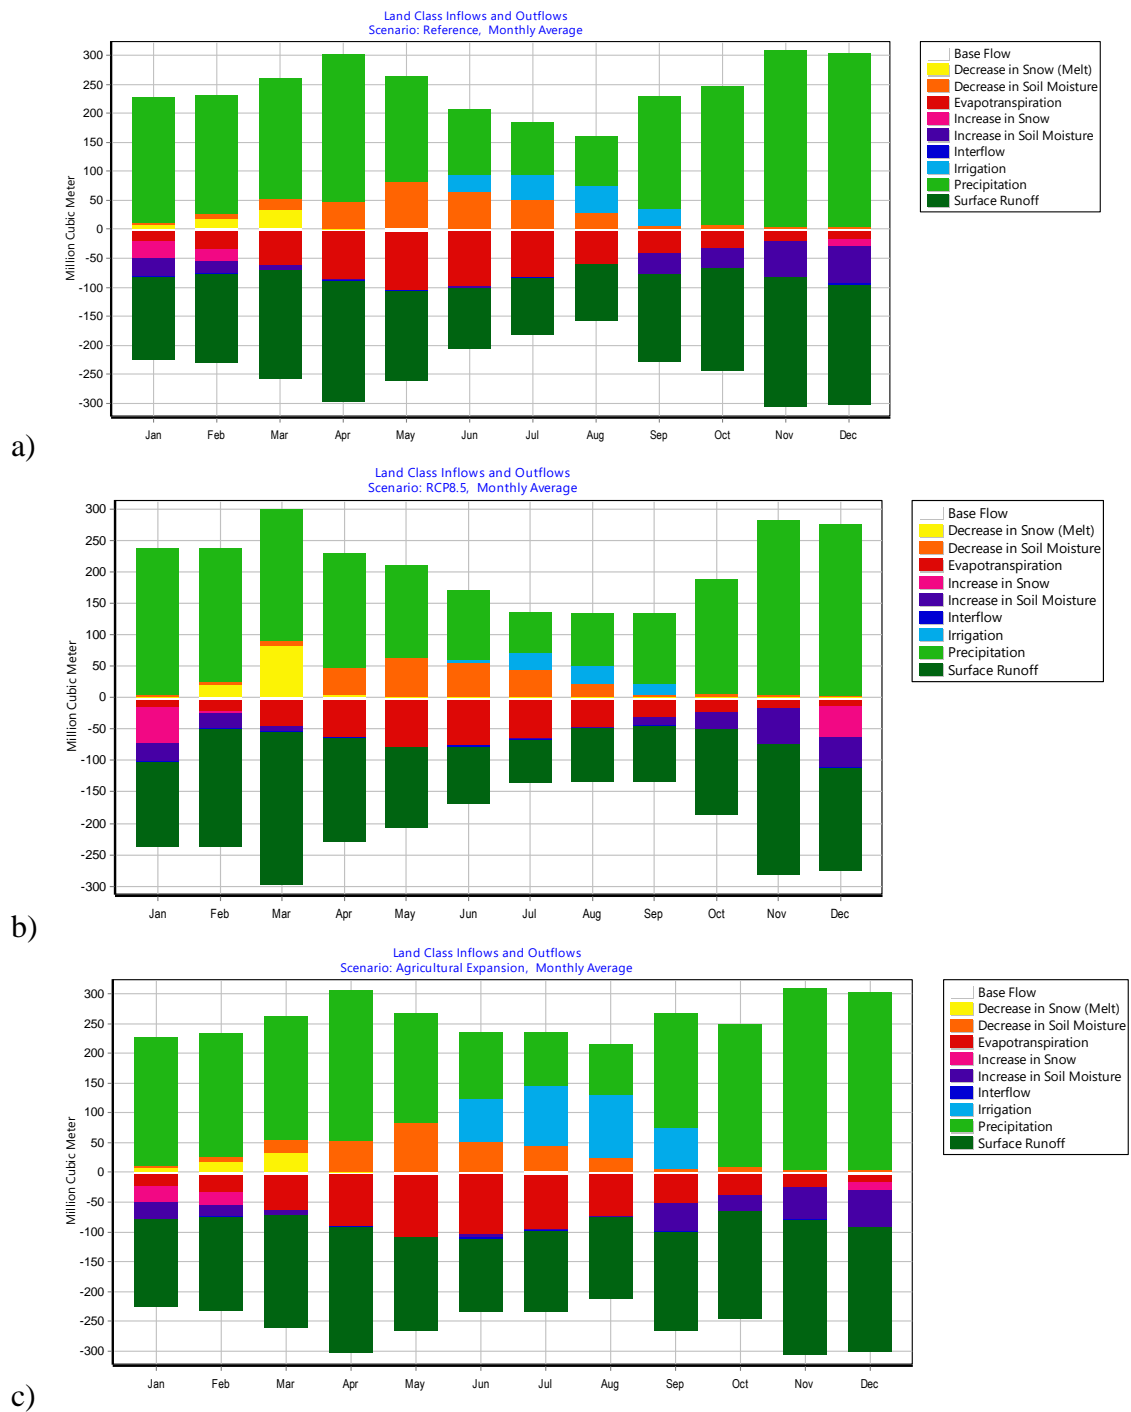 Land Class Inflows and Outflows
Scenario: Reference, Monthly Average
Million Cubic Meter
300
250
200
150
100
50
0
-50
-100
-150
-200
-250
-300
Jan Feb Mar Apr May Jun Jul Aug Sep Oct Nov Dec
Base Flow
Decrease in Snow (Melt)
Decrease in Soil Moisture
Evapotranspiration
Increase in Snow
Increase in Soil Moisture
Interflow
Irrigation
Precipitation
Surface Runoff
a)
Land Class Inflows and Outflows
Scenario: RCP8.5, Monthly Average
Million Cubic Meter
300
250
200
150
100
50
0
-50
-100
-150
-200
-250
-300
Jan Feb Mar Apr May Jun Jul Aug Sep Oct Nov Dec
Base Flow
Decrease in Snow (Melt)
Decrease in Soil Moisture
Evapotranspiration
Increase in Snow
Increase in Soil Moisture
Interflow
Irrigation
Precipitation
Surface Runoff
b)
Land Class Inflows and Outflows
Scenario: Agricultural Expansion, Monthly Average
Million Cubic Meter
300
250
200
150
100
50
0
-50
-100
-150
-200
-250
-300
Jan Feb Mar Apr May Jun Jul Aug Sep Oct Nov Dec
Base Flow
Decrease in Snow (Melt)
Decrease in Soil Moisture
Evapotranspiration
Increase in Snow
Increase in Soil Moisture
Interflow
Irrigation
Precipitation
Surface Runoff
c)